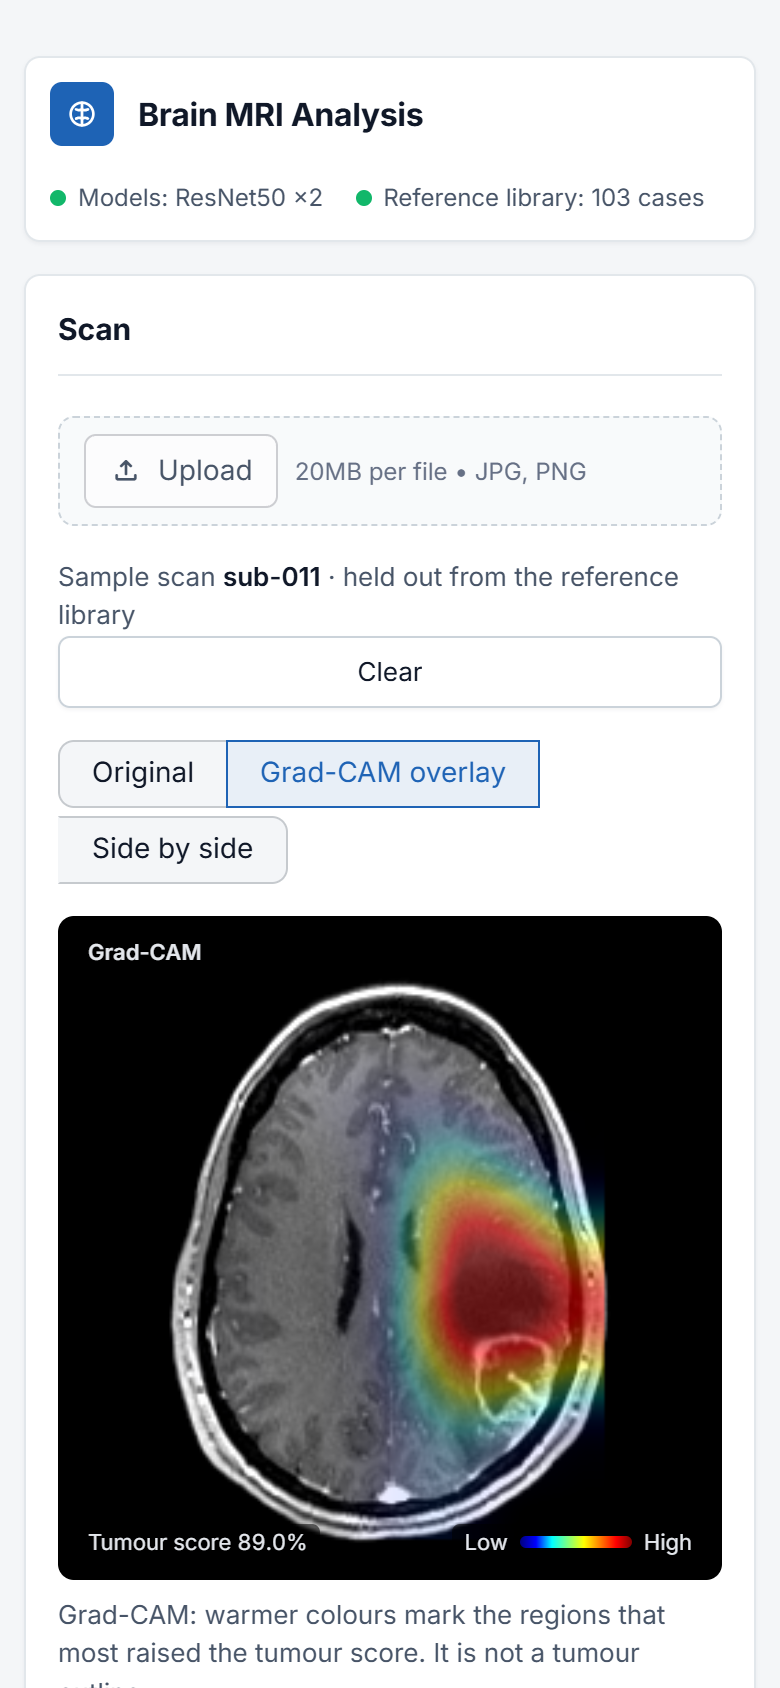 Brain MRI Analysis
Models: ResNet50 ×2 Reference library: 103 cases
Scan
Upload 20MB per file • JPG, PNG
Sample scan sub-011 · held out from the reference
library
Clear
Original Grad-CAM overlay
Side by side
Grad-CAM
Tumour score 89.0% Low High
Grad-CAM: warmer colours mark the regions that
most raised the tumour score. It is not a tumour